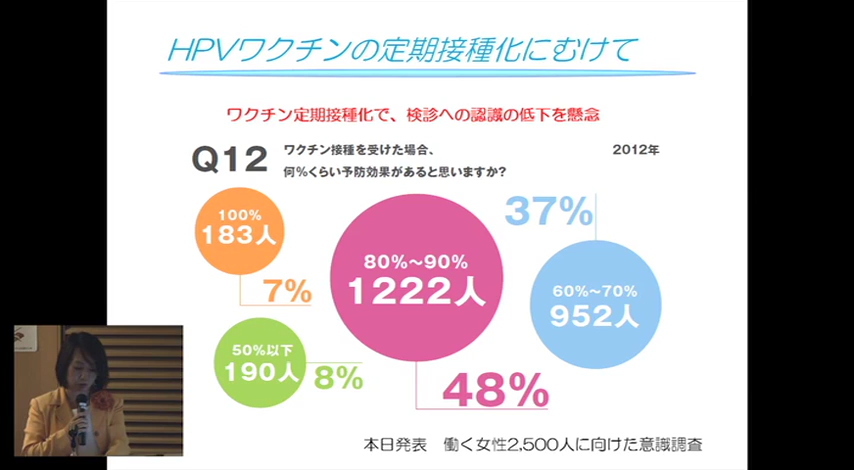 HPVワクチンの定期接種化にむけて
ワクチン定期接種化で、検診への認識の低下を懸念
Q12
ワクチン接種を受けた場合、
何%くらい予防効果があると思いますか?
2012年
100%
183人
7%
80%〜90%
1222人
48%
37%
60%〜70%
952人
50%以下
190人
8%
本日発表 働く女性2,500人に向けた意識調査